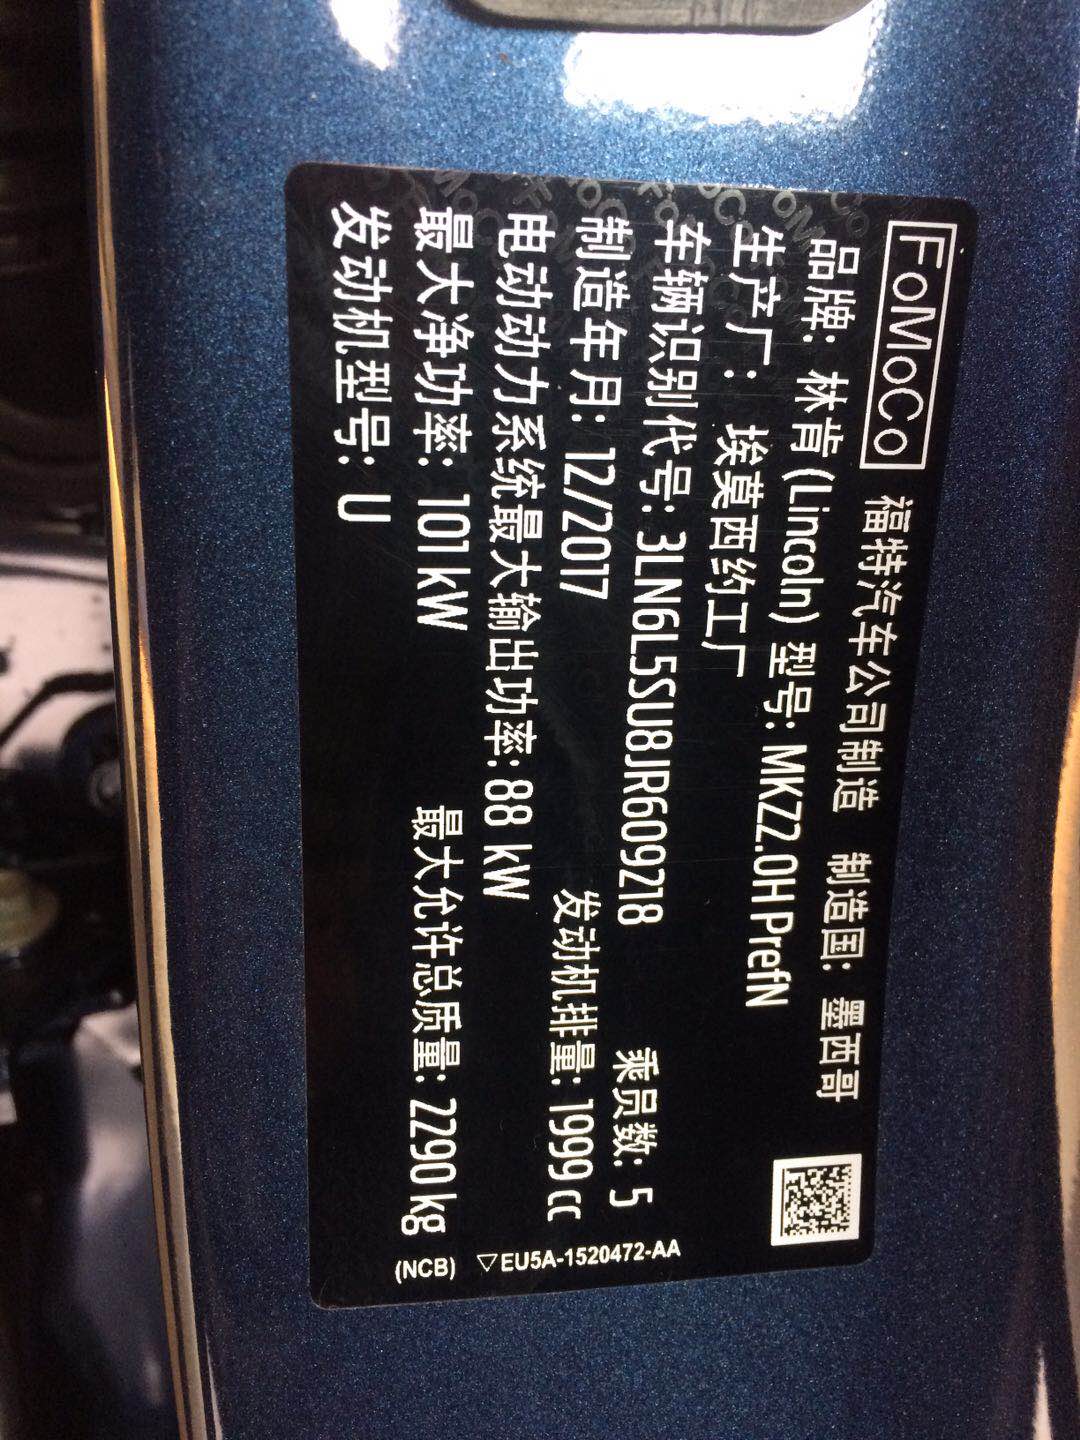 FoMoCo 福特汽车公司制造 制造国: 墨西哥
品牌: 林肯 (Lincoln) 型号: MKZ2.0H PrefN
生产厂: 埃莫西约工厂
车辆识别代号: 3LN6L5SU8JR609218 乘员数: 5
制造年月: 12/2017 发动机排量: 1999 cc
电动动力系统最大输出功率: 88 kW
最大净功率: 101 kW 最大允许总质量: 2290 kg
发动机型号: U
▽EU5A-1520472-AA
(NCB)